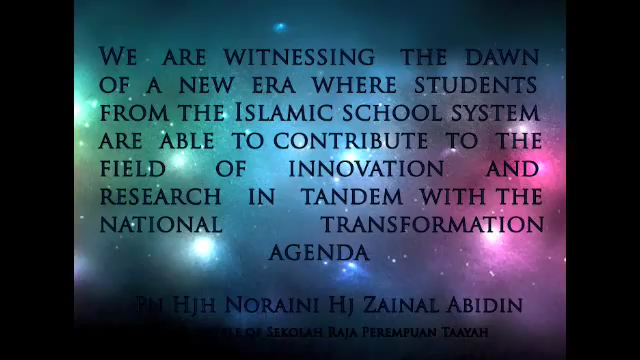 We are witnessing the dawn
of a new era where students
from the Islamic school system
are able to contribute to the
field of innovation and
research in tandem with the
national transformation
agenda
Pn Hjh Noraini Hj Zainal Abidin
of Sekolah Raja Perempuan Taayah